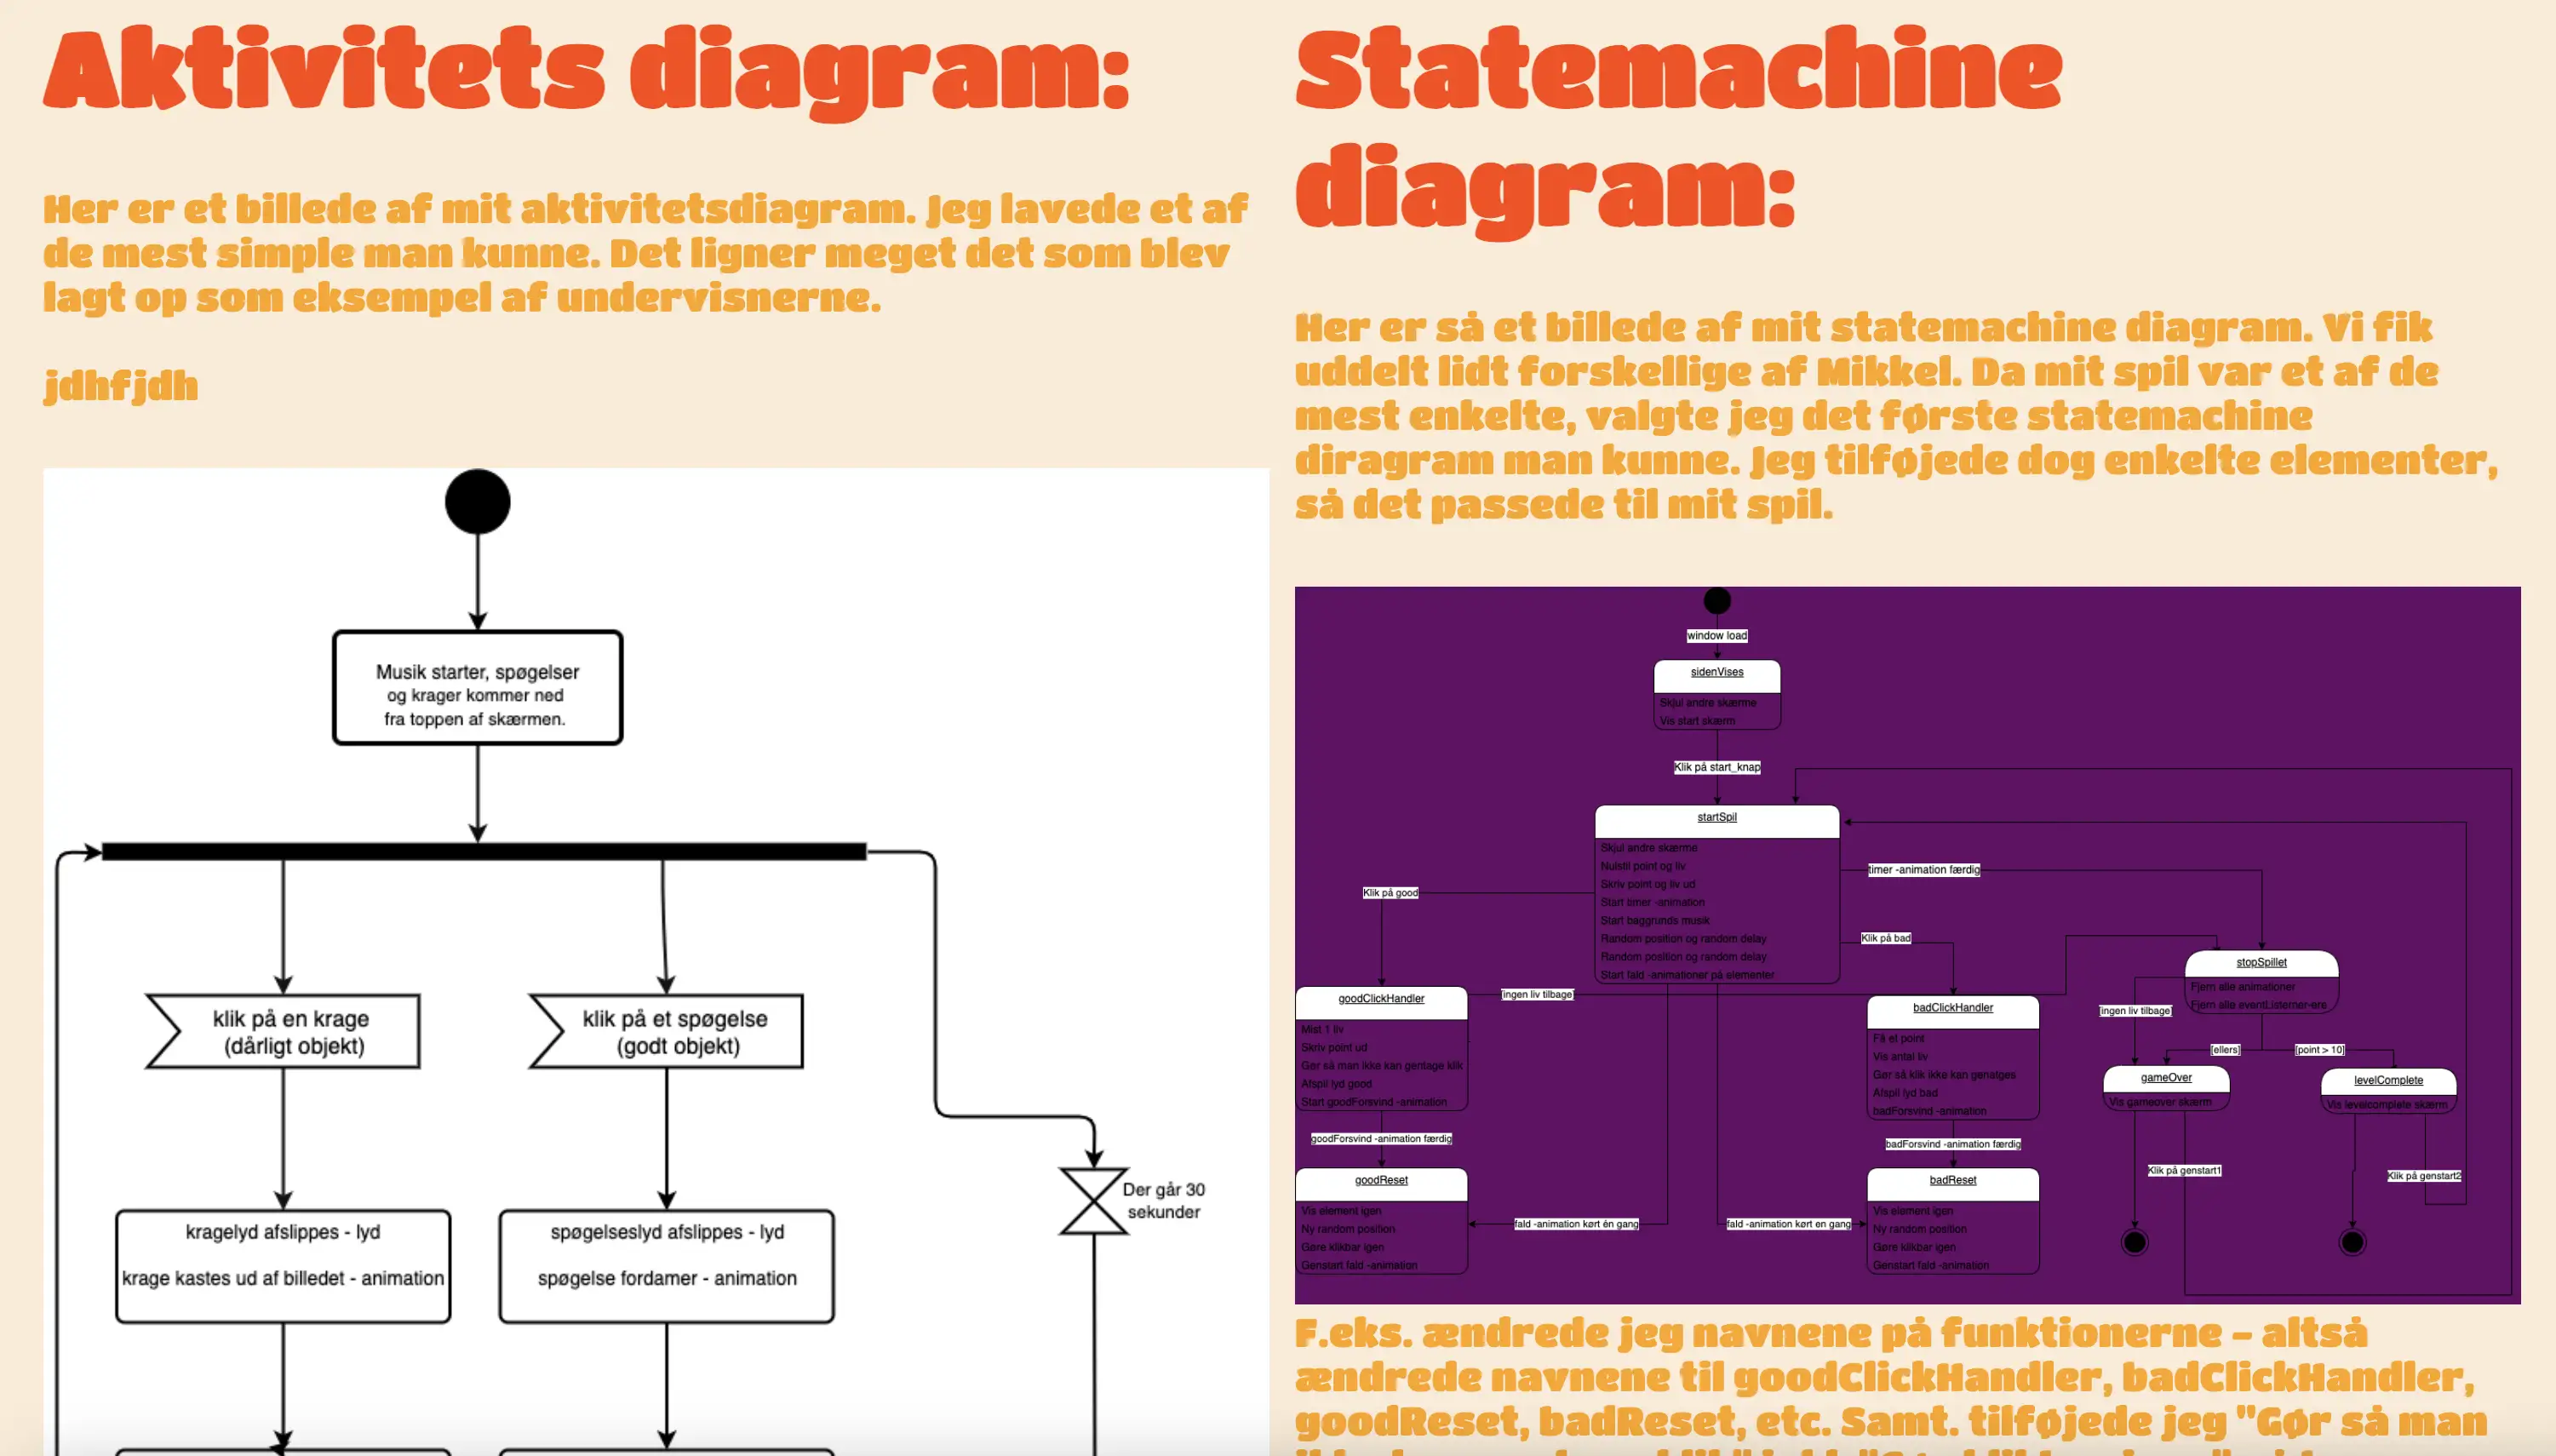 Aktivitets diagram:
Her er et billede af mit aktivitetsdiagram. Jeg lavede et af
de mest simple man kunne. Det ligner meget det som blev
lagt op som eksempel af undervisnerne.
jdhfjdh
Musik starter, spøgelser
og krager kommer ned
fra toppen af skærmen.
klik på en krage
(dårligt objekt)
klik på et spøgelse
(godt objekt)
Der går 30
sekunder
kragelyd afslippes - lyd
krage kastes ud af billedet - animation
spøgelseslyd afslippes - lyd
spøgelse fordamer - animation
Statemachine
diagram:
Her er så et billede af mit statemachine diagram. Vi fik
uddelt lidt forskellige af Mikkel. Da mit spil var et af de
mest enkelte, valgte jeg det første statemachine
diragram man kunne. Jeg tilføjede dog enkelte elementer,
så det passede til mit spil.
window load
sidenVises
Skjul andre skærme
Vis start skærm
Klik på start_knap
startSpil
Skjul andre skærme
Nulstil point og liv
Skriv point og liv ud
Start timer -animation
Start baggrunds musik
Random position og random delay
Random position og random delay
Start fald -animationer på elementer
timer -animation færdig
Klik på good
Klik på bad
goodClickHandler
Mist 1 liv
Skriv point ud
Gør så man ikke kan gentage klik
Afspil lyd good
Start goodForsvind -animation
[ingen liv tilbage]
badClickHandler
Få et point
Vis antal liv
Gør så klik ikke kan genatges
Afspil lyd bad
badForsvind -animation
stopSpillet
Fjern alle animationer
Fjern alle eventListerner-ere
[ingen liv tilbage]
[ellers]
[point > 10]
gameOver
Vis gameover skærm
levelComplete
Vis levelcomplete skærm
goodForsvind -animation færdig
badForsvind -animation færdig
Klik på genstart1
Klik på genstart2
goodReset
Vis element igen
Ny random position
Gøre klikbar igen
Genstart fald -animation
fald -animation kørt én gang
fald -animation kørt en gang
badReset
Vis element igen
Ny random position
Gøre klikbar igen
Genstart fald -animation
F.eks. ændrede jeg navnene på funktionerne – altså
ændrede navnene til goodClickHandler, badClickHandler,
goodReset, badReset, etc. Samt. tilføjede jeg "Gør så man